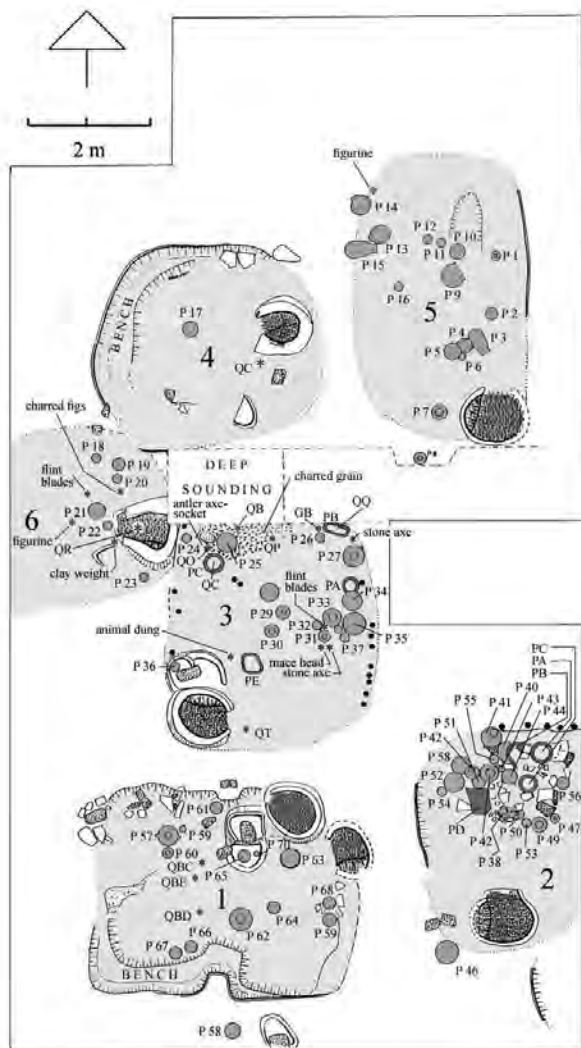 2 m
figurine
P 14
P 13
P 15
P 12
P 11
P 10
P 1
P 9
P 16
5
P 2
P 4
P 3
P 5
P 6
P 7
BENCH
P 17
4
QC
charred figs
P 18
P 19
P 20
flint
blades
P 21
6
P 22
figurine
QR
clay weight
P 23
DEEP
SOUNDING
charred grain
antler axe-
socket
QB
P 24
QO
PC
QC
P 25
QP
GB
PB
QQ
P 26
stone axe
P 27
PA
P 34
flint
blades
3
P 29
P 33
P 32
P 30
P 31
P 35
P 37
animal dung
mace head
stone axe
P 36
PE
QT
PC
PA
PB
P 40
P 41
P 43
P 44
P 55
P 51
P 42
P 58
P 52
P 54
PD
P 42
P 38
P 50
P 53
P 49
P 47
P 56
2
P 46
P 61
P 57
P 59
P 60
QBC
QBE
P 65
P 70
P 63
1
QBD
P 68
P 64
P 62
P 59
P 66
P 67
BENCH
P 58